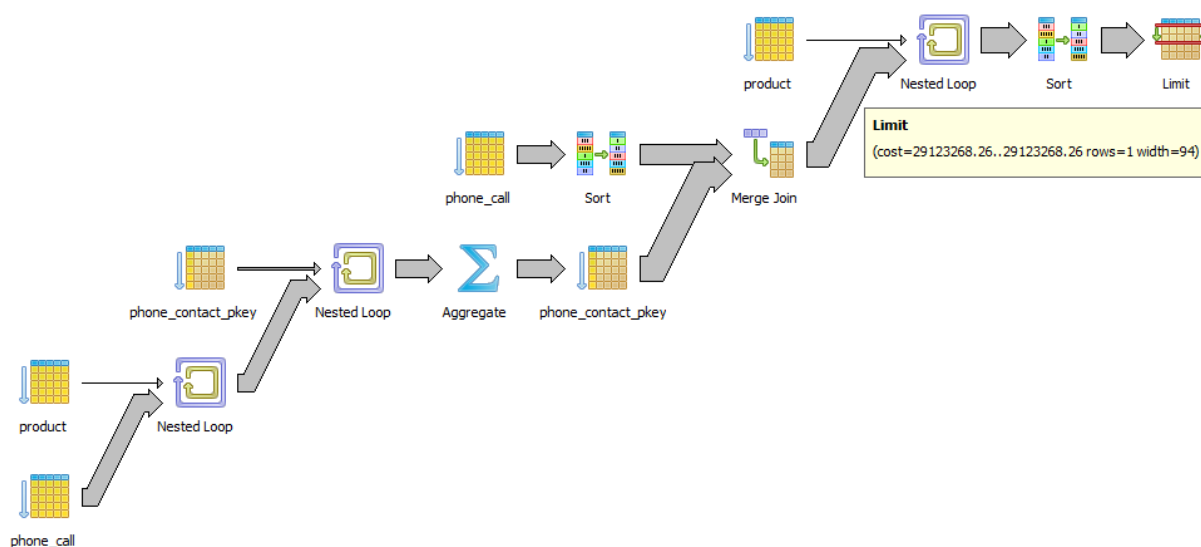 product
Nested Loop
Sort
Limit
Limit
(cost=29123268.26..29123268.26 rows=1 width=94)
phone_call
Sort
Merge Join
phone_contact_pkey
Nested Loop
Aggregate
phone_contact_pkey
product
Nested Loop
phone_call